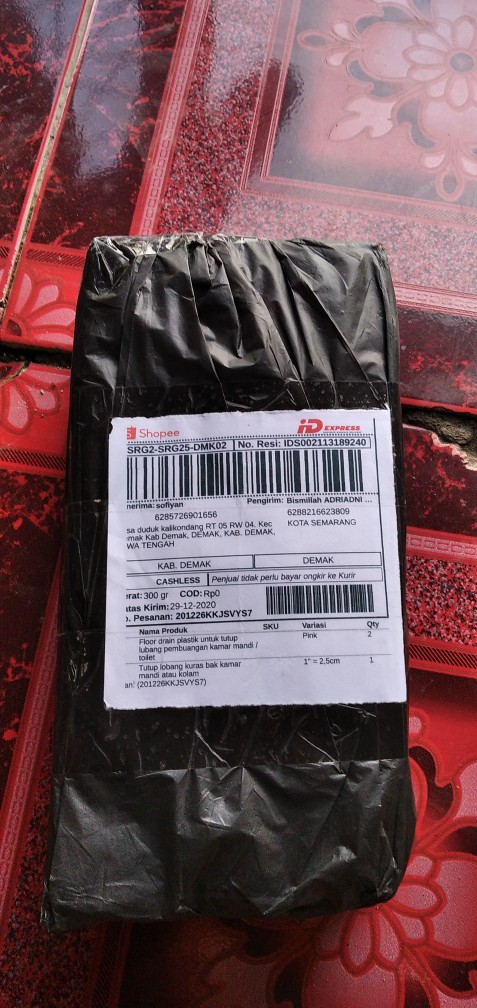 Shopee
iD EXPRESS
SRG2-SRG25-DMK02 No. Resi: IDS002113189240
nerima: sofiyan Pengirim: Bismillah ADRIADNI ...
6285726901656 6288216623809
sa duduk kalikondang RT 05 RW 04, Kec KOTA SEMARANG
mak Kab Demak, DEMAK, KAB. DEMAK,
WA TENGAH
KAB. DEMAK DEMAK
CASHLESS Penjual tidak perlu bayar ongkir ke Kurir
rat: 300 gr COD: Rp0
atas Kirim: 29-12-2020
. Pesanan: 201226KKJSVYS7
Nama Produk SKU Variasi Qty
Floor drain plastik untuk tutup Pink 2
lubang pembuangan kamar mandi /
toilet
Tutup lobang kuras bak kamar 1" = 2,5cm 1
mandi atau kolam
an: (201226KKJSVYS7)